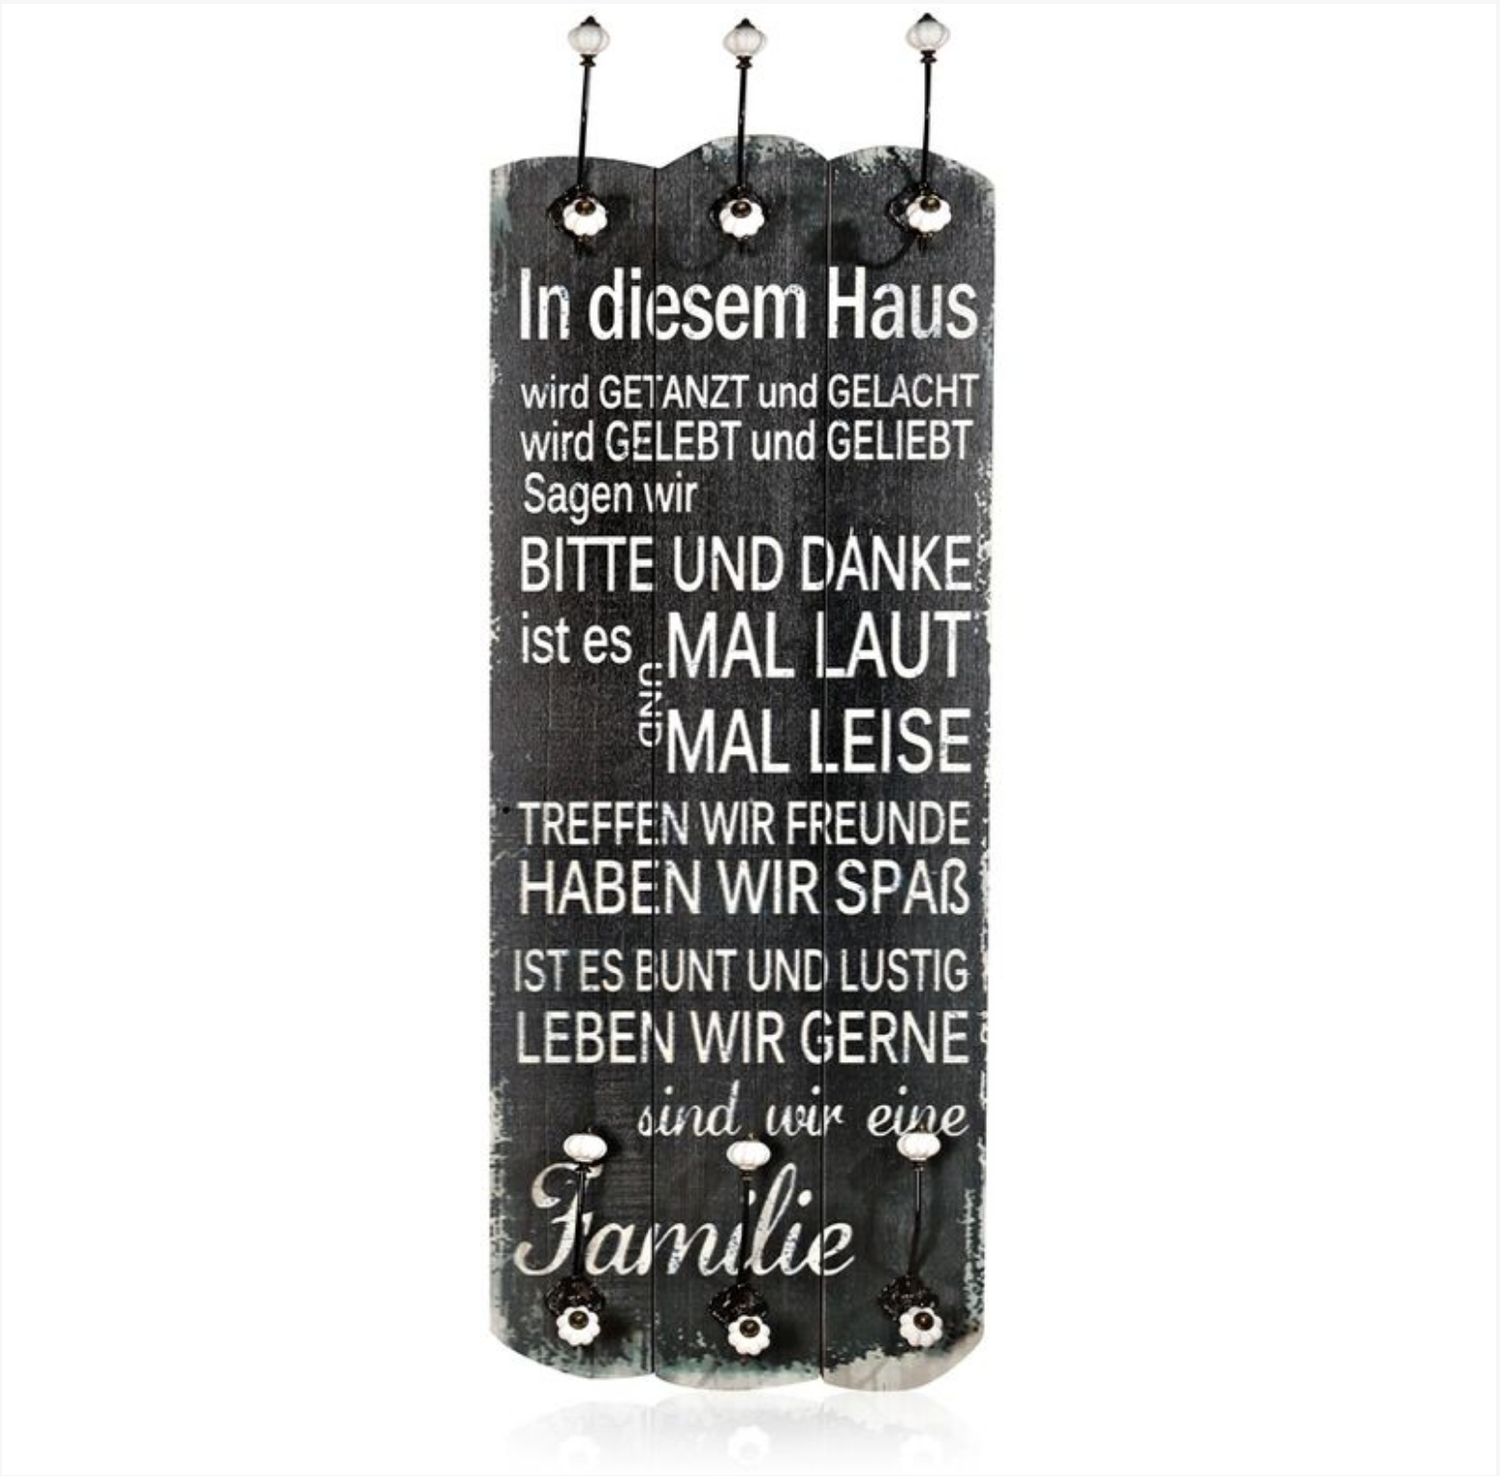 In diesem Haus
wird GETANZT und GELACHT
wird GELEBT und GELIEBT
Sagen wir
BITTE UND DANKE
ist es MAL LAUT
UND
MAL LEISE
TREFFEN WIR FREUNDE
HABEN WIR SPAß
IST ES BUNT UND LUSTIG
LEBEN WIR GERNE
sind wir eine
Familie